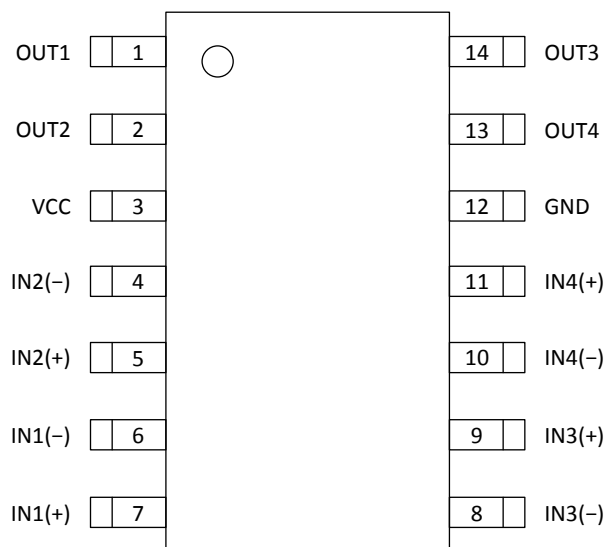 OUT1 1 14 OUT3
OUT2 2 13 OUT4
VCC 3 12 GND
IN2(−) 4 11 IN4(+)
IN2(+) 5 10 IN4(−)
IN1(−) 6 9 IN3(+)
IN1(+) 7 8 IN3(−)